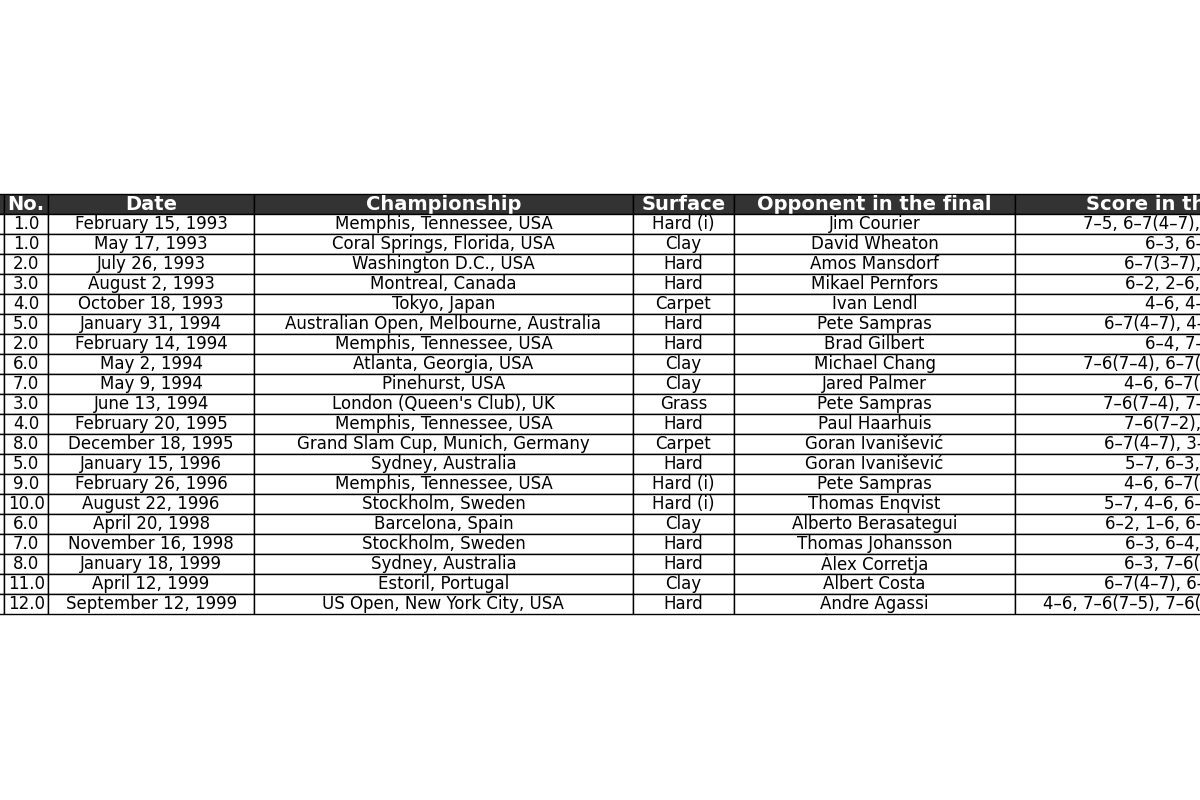 No. Date Championship Surface Opponent in the final Score in th
1.0 February 15, 1993 Memphis, Tennessee, USA Hard (i) Jim Courier 7–5, 6–7(4–7),
1.0 May 17, 1993 Coral Springs, Florida, USA Clay David Wheaton 6–3, 6–
2.0 July 26, 1993 Washington D.C., USA Hard Amos Mansdorf 6–7(3–7),
3.0 August 2, 1993 Montreal, Canada Hard Mikael Pernfors 6–2, 2–6,
4.0 October 18, 1993 Tokyo, Japan Carpet Ivan Lendl 4–6, 4–
5.0 January 31, 1994 Australian Open, Melbourne, Australia Hard Pete Sampras 6–7(4–7), 4–
2.0 February 14, 1994 Memphis, Tennessee, USA Hard Brad Gilbert 6–4, 7–
6.0 May 2, 1994 Atlanta, Georgia, USA Clay Michael Chang 7–6(7–4), 6–7(
7.0 May 9, 1994 Pinehurst, USA Clay Jared Palmer 4–6, 6–7(
3.0 June 13, 1994 London (Queen's Club), UK Grass Pete Sampras 7–6(7–4), 7–
4.0 February 20, 1995 Memphis, Tennessee, USA Hard Paul Haarhuis 7–6(7–2),
8.0 December 18, 1995 Grand Slam Cup, Munich, Germany Carpet Goran Ivanišević 6–7(4–7), 3–
5.0 January 15, 1996 Sydney, Australia Hard Goran Ivanišević 5–7, 6–3,
9.0 February 26, 1996 Memphis, Tennessee, USA Hard (i) Pete Sampras 4–6, 6–7(
10.0 August 22, 1996 Stockholm, Sweden Hard (i) Thomas Enqvist 5–7, 4–6, 6–
6.0 April 20, 1998 Barcelona, Spain Clay Alberto Berasategui 6–2, 1–6, 6–
7.0 November 16, 1998 Stockholm, Sweden Hard Thomas Johansson 6–3, 6–4,
8.0 January 18, 1999 Sydney, Australia Hard Alex Corretja 6–3, 7–6(
11.0 April 12, 1999 Estoril, Portugal Clay Albert Costa 6–7(4–7), 6–
12.0 September 12, 1999 US Open, New York City, USA Hard Andre Agassi 4–6, 7–6(7–5), 7–6(